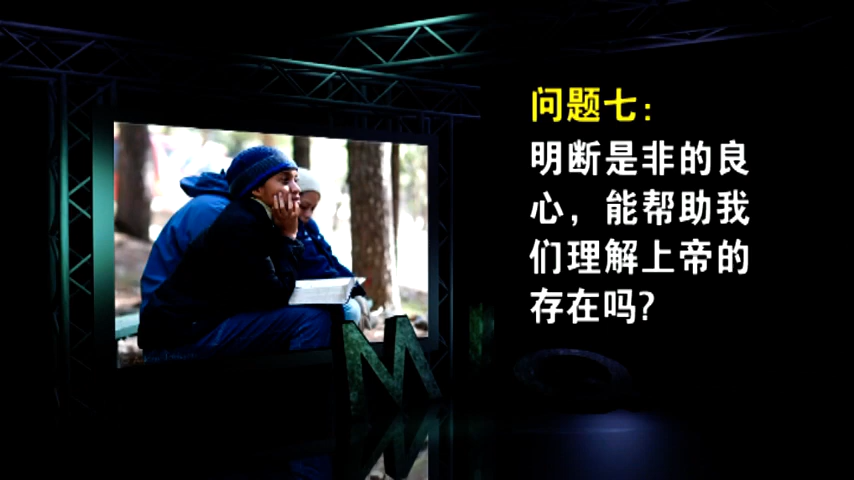 问题七：
明断是非的良
心，能帮助我
们理解上帝的
存在吗？
M